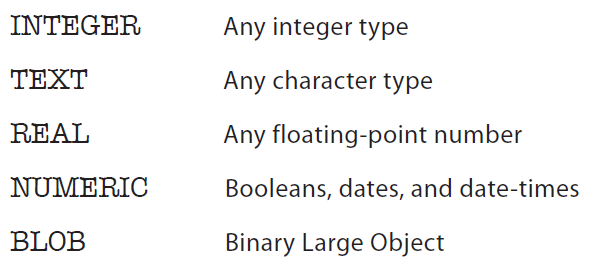 INTEGER Any integer type
TEXT Any character type
REAL Any floating-point number
NUMERIC Booleans, dates, and date-times
BLOB Binary Large Object